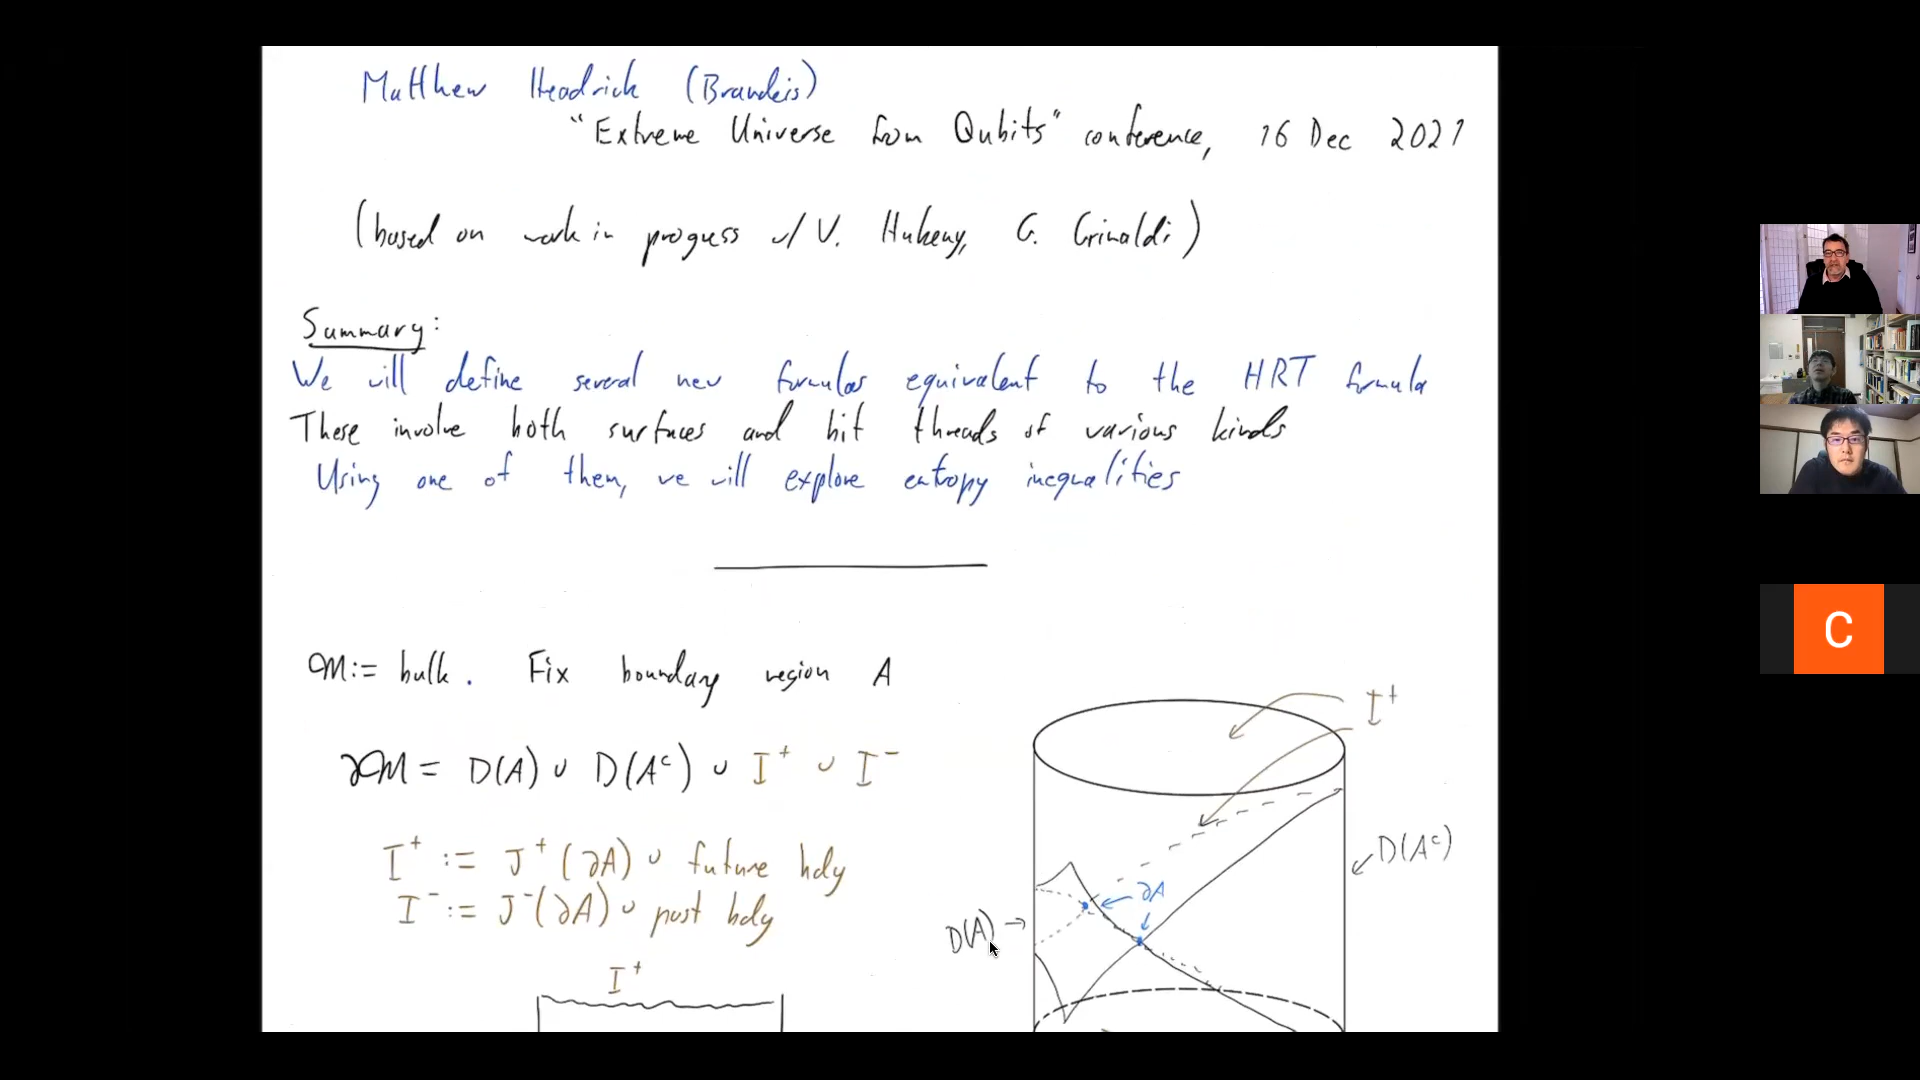 Matthew Headrick (Brandeis)
"Extreme Universe from Qubits" conference, 16 Dec 2021
(based on work in progress w/ V. Hubeny, G. Grimaldi)
Summary:
We will define several new formulas equivalent to the HRT formula
These involve both surfaces and bit threads of various kinds
Using one of them, we will explore entropy inequalities
M := bulk. Fix boundary region A
∂M = D(A) ∪ D(Aᶜ) ∪ I⁺ ∪ I⁻
I⁺ := J⁺(∂A) ∪ future bdy
I⁻ := J⁻(∂A) ∪ past bdy
I⁺
I⁺
D(Aᶜ)
∂A
D(A)
C